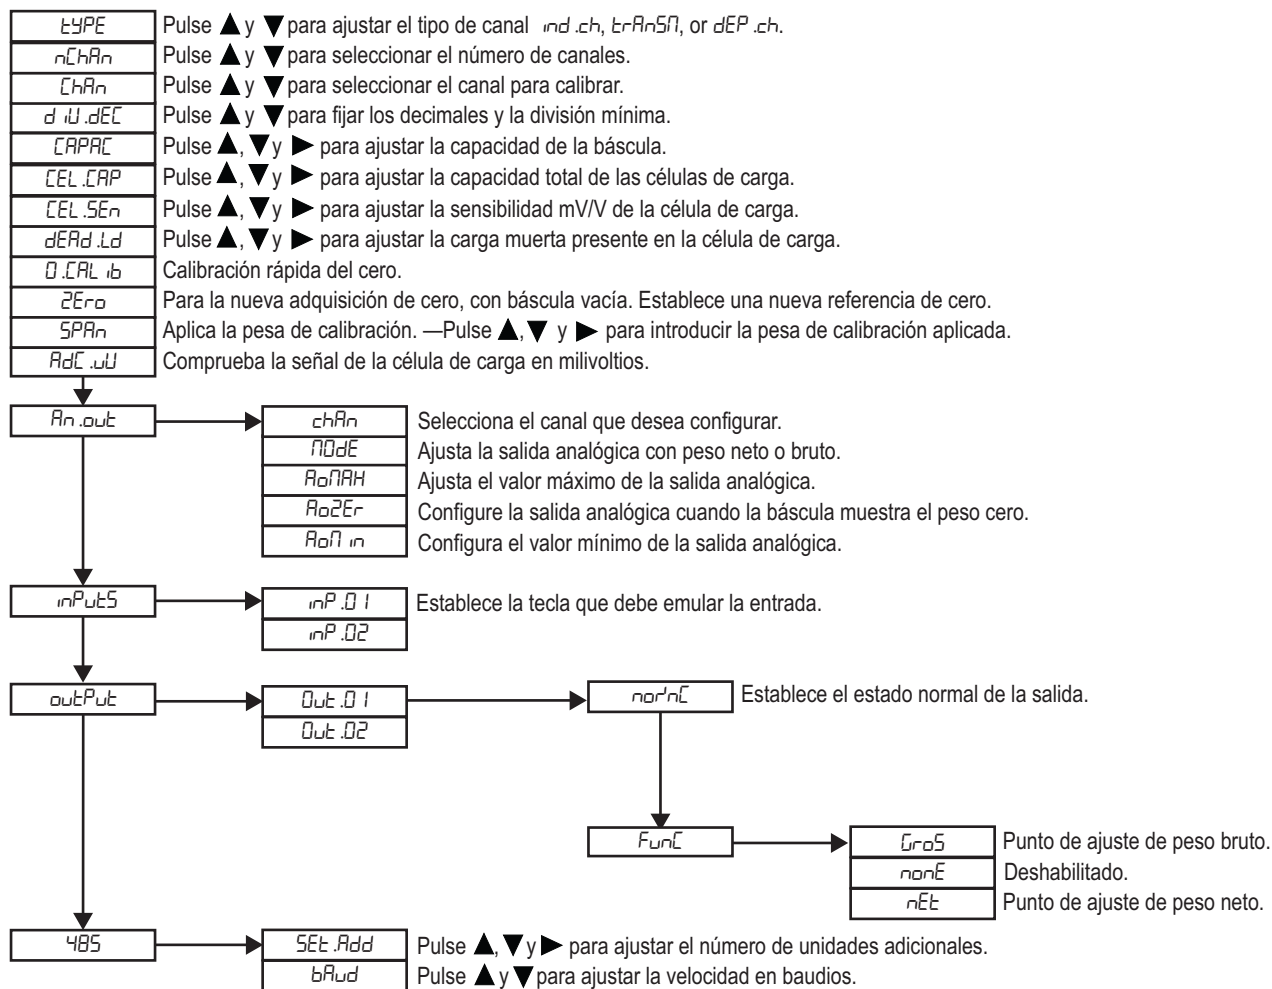 tYPE Pulse ▲ y ▼ para ajustar el tipo de canal ind.ch, trAnSM, or dEP.ch.
nChAn Pulse ▲ y ▼ para seleccionar el número de canales.
ChAn Pulse ▲ y ▼ para seleccionar el canal para calibrar.
diU.dEC Pulse ▲ y ▼ para fijar los decimales y la división mínima.
CAPAC Pulse ▲, ▼ y ► para ajustar la capacidad de la báscula.
CEL.CAP Pulse ▲, ▼ y ► para ajustar la capacidad total de las células de carga.
CEL.SEn Pulse ▲, ▼ y ► para ajustar la sensibilidad mV/V de la célula de carga.
dEAd.Ld Pulse ▲, ▼ y ► para ajustar la carga muerta presente en la célula de carga.
0.CALib Calibración rápida del cero.
2Ero Para la nueva adquisición de cero, con báscula vacía. Establece una nueva referencia de cero.
SPAn Aplica la pesa de calibración. —Pulse ▲, ▼ y ► para introducir la pesa de calibración aplicada.
AdC.uU Comprueba la señal de la célula de carga en milivoltios.
An.out chAn Selecciona el canal que desea configurar.
MOdE Ajusta la salida analógica con peso neto o bruto.
AoMAH Ajusta el valor máximo de la salida analógica.
Ao2Er Configure la salida analógica cuando la báscula muestra el peso cero.
AoMin Configura el valor mínimo de la salida analógica.
inPutS inP.01 Establece la tecla que debe emular la entrada.
inP.02
outPut Out.01 no/nC Establece el estado normal de la salida.
Out.02
FunC GroS Punto de ajuste de peso bruto.
nonE Deshabilitado.
nEt Punto de ajuste de peso neto.
485 SEt.Add Pulse ▲, ▼ y ► para ajustar el número de unidades adicionales.
bAud Pulse ▲ y ▼ para ajustar la velocidad en baudios.